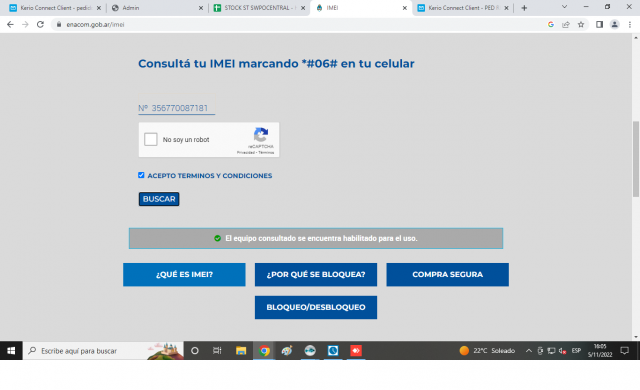 Kerio Connect Client - pedid
Admin
STOCK ST SWPOCENTRAL -
IMEI
Kerio Connect Client - PED
enacom.gob.ar/imei
Consultá tu IMEI marcando *#06# en tu celular
Nº 356770087181
No soy un robot
reCAPTCHA
Privacidad - Términos
ACEPTO TERMINOS Y CONDICIONES
BUSCAR
El equipo consultado se encuentra habilitado para el uso.
¿QUÉ ES IMEI?
¿POR QUÉ SE BLOQUEA?
COMPRA SEGURA
BLOQUEO/DESBLOQUEO
Escribe aquí para buscar
22°C Soleado
ESP
16:05
5/11/2022